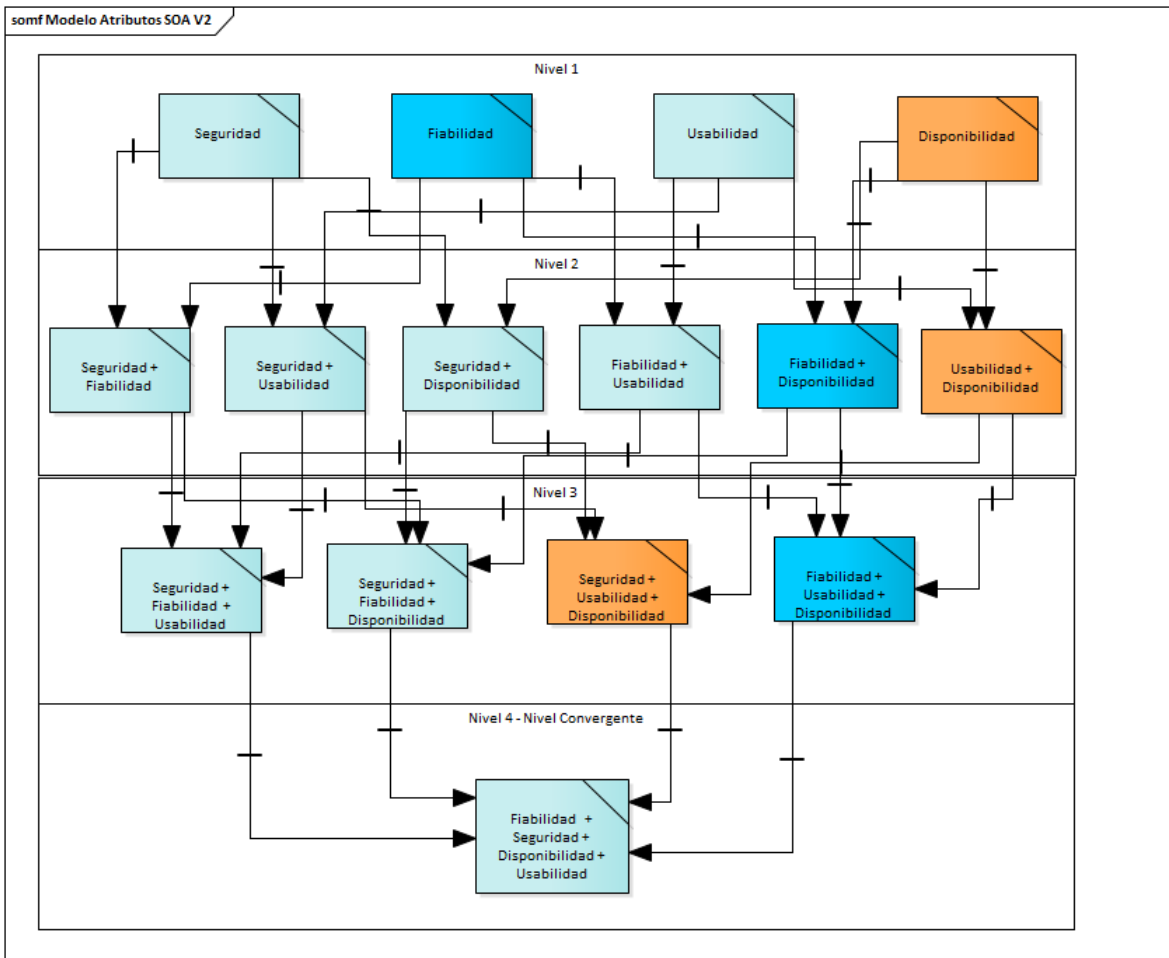 somf Modelo Atributos SOA V2
Nivel 1
Seguridad
Fiabilidad
Usabilidad
Disponibilidad
Nivel 2
Seguridad +
Fiabilidad
Seguridad +
Usabilidad
Seguridad +
Disponibilidad
Fiabilidad +
Usabilidad
Fiabilidad +
Disponibilidad
Usabilidad +
Disponibilidad
Nivel 3
Seguridad +
Fiabilidad +
Usabilidad
Seguridad +
Fiabilidad +
Disponibilidad
Seguridad +
Usabilidad +
Disponibilidad
Fiabilidad +
Usabilidad +
Disponibilidad
Nivel 4 - Nivel Convergente
Fiabilidad +
Seguridad +
Disponibilidad +
Usabilidad